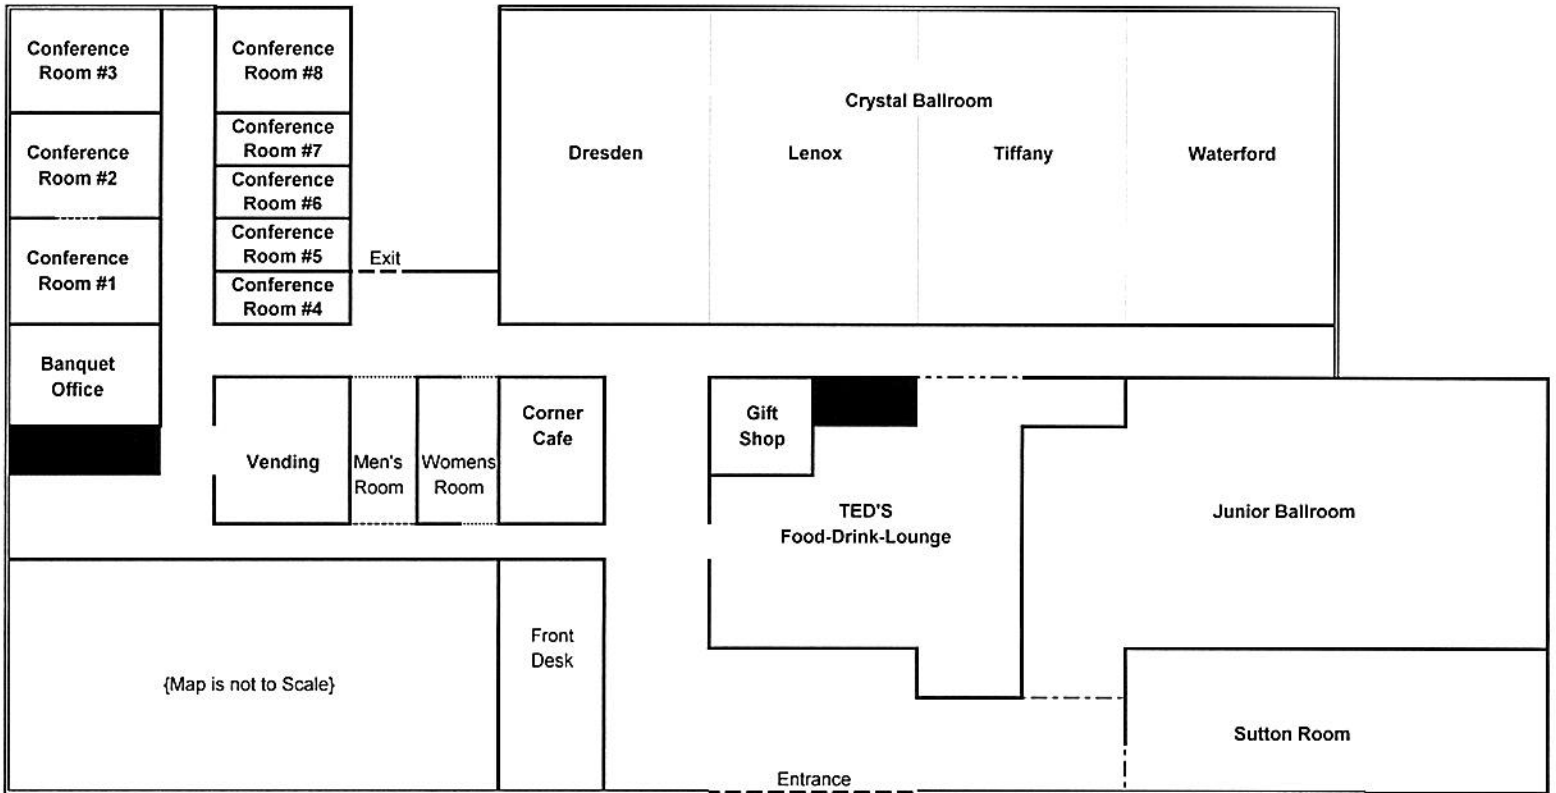 Conference
Room #3
Conference
Room #8
Crystal Ballroom
Conference
Room #7
Conference
Room #2
Dresden
Lenox
Tiffany
Waterford
Conference
Room #6
Conference
Room #5
Conference
Room #1
Exit
Conference
Room #4
Banquet
Office
Corner
Cafe
Gift
Shop
Vending
Men's
Room
Womens
Room
TED'S
Food-Drink-Lounge
Junior Ballroom
Front
Desk
{Map is not to Scale}
Sutton Room
Entrance